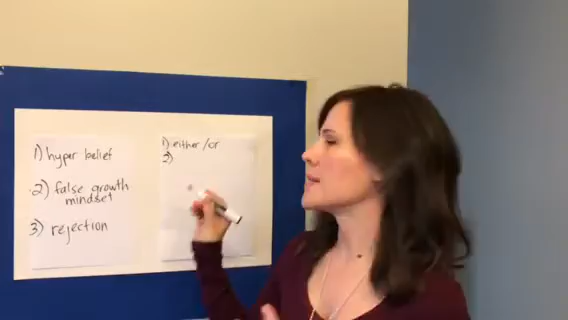 1) hyper belief
2) false growth
mindset
3) rejection
1) either/or
2)